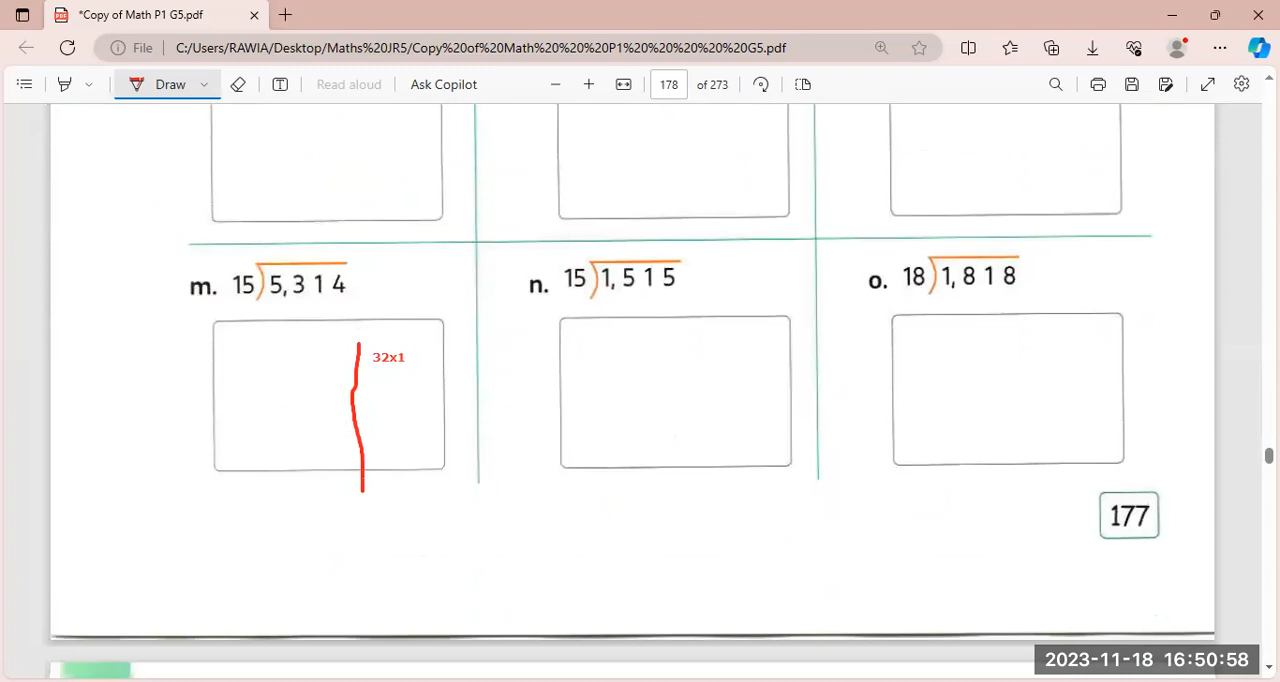 *Copy of Math P1 G5.pdf
File C:/Users/RAWIA/Desktop/Maths%20JR5/Copy%20of%20Math%20%20%20P1%20%20%20%20%20G5.pdf
Draw Read aloud Ask Copilot 178 of 273
m. 15 5,314 n. 15 1,515 o. 18 1,818
32x1
177
2023-11-18 16:50:58